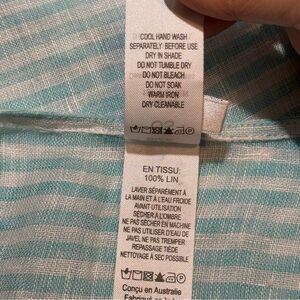 COOL HAND WASH
SEPARATELY BEFORE USE
DRY IN SHADE
DO NOT TUMBLE DRY
DO NOT BLEACH
DO NOT SOAK
WARM IRON
DRY CLEANABLE
EN TISSU:
100% LIN
LAVER SÉPARÉMENT À
LA MAIN ET À L'EAU FROIDE
AVANT UTILISATION
SÉCHER À L'OMBRE
NE PAS SÉCHER EN MACHINE
NE PAS UTILISER D'EAU DE
JAVEL NE PAS TREMPER
REPASSAGE TIÈDE
NETTOYAGE À SEC POSSIBLE
Conçu en Australie
Fabriqué en